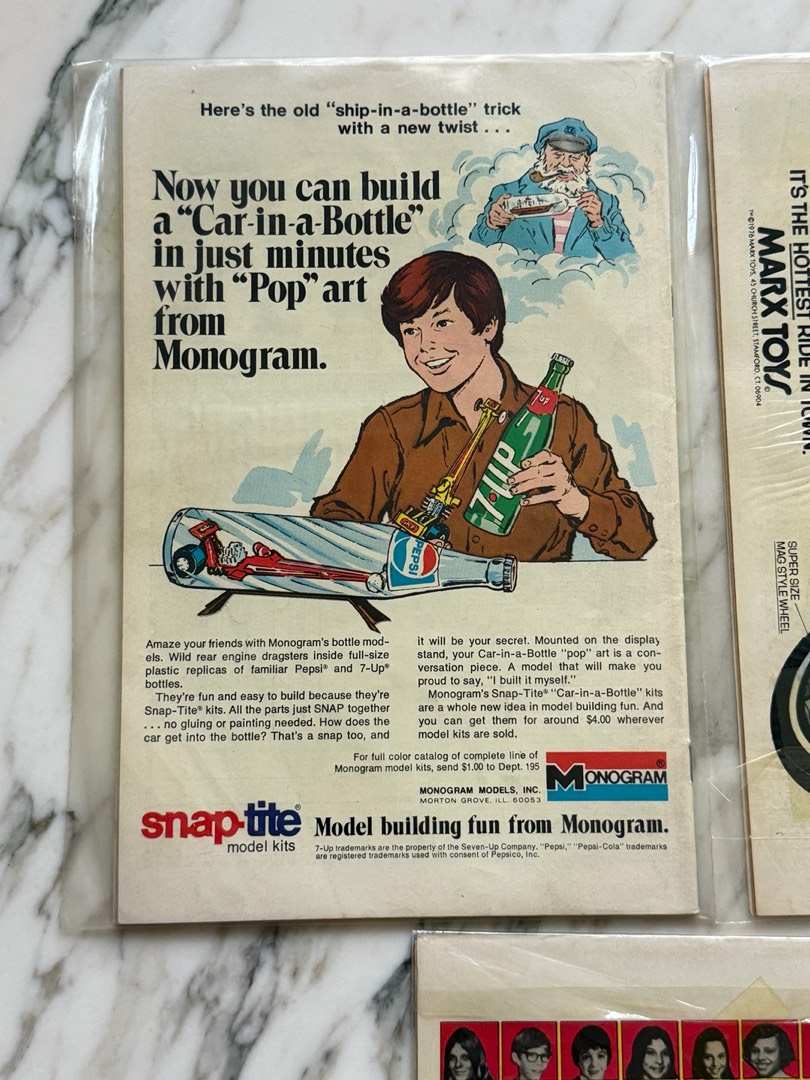 Here's the old "ship-in-a-bottle" trick
with a new twist . . .
Now you can build
a "Car-in-a-Bottle"
in just minutes
with "Pop" art
from
Monogram.
7up
7UP
PEPSI
Amaze your friends with Monogram's bottle mod-
els. Wild rear engine dragsters inside full-size
plastic replicas of familiar Pepsi® and 7-Up®
bottles.
They're fun and easy to build because they're
Snap-Tite® kits. All the parts just SNAP together
. . . no gluing or painting needed. How does the
car get into the bottle? That's a snap too, and
it will be your secret. Mounted on the display
stand, your Car-in-a-Bottle "pop" art is a con-
versation piece. A model that will make you
proud to say, "I built it myself."
Monogram's Snap-Tite® "Car-in-a-Bottle" kits
are a whole new idea in model building fun. And
you can get them for around $4.00 wherever
model kits are sold.
For full color catalog of complete line of
Monogram model kits, send $1.00 to Dept. 195
MONOGRAM MODELS, INC.
MORTON GROVE, ILL. 60053
MONOGRAM®
snap-tite®
model kits
Model building fun from Monogram.
7-Up trademarks are the property of the Seven-Up Company. "Pepsi," "Pepsi-Cola" trademarks
are registered trademarks used with consent of Pepsico, Inc.
IT'S THE HOTTEST RIDE IN TOWN.
MARX TOYS®
™©1976 MARX TOYS, 45 CHURCH STREET, STAMFORD, CT 06904
SUPER SIZE
MAG STYLE WHEEL